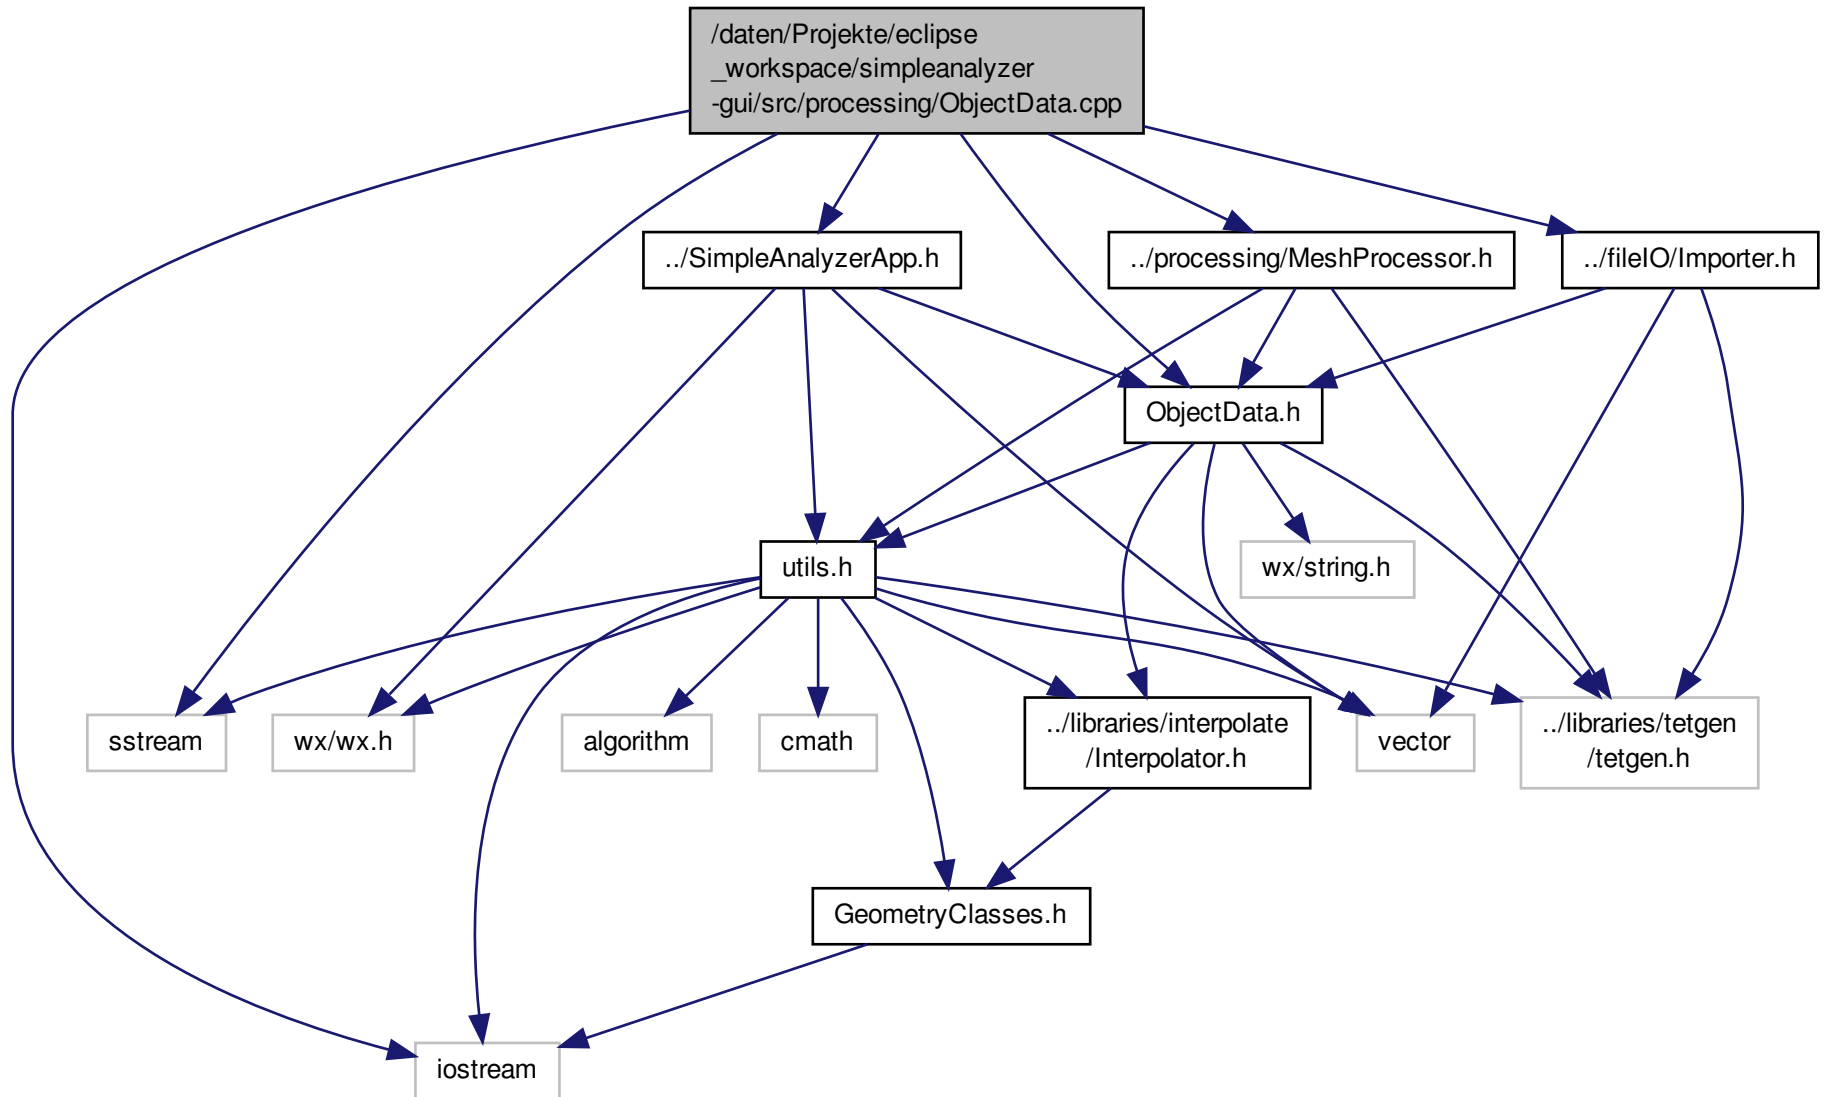 /daten/Projekte/eclipse
_workspace/simpleanalyzer
-gui/src/processing/ObjectData.cpp
../SimpleAnalyzerApp.h
../processing/MeshProcessor.h
../fileIO/Importer.h
ObjectData.h
utils.h
wx/string.h
sstream
wx/wx.h
algorithm
cmath
../libraries/interpolate
/Interpolator.h
vector
../libraries/tetgen
/tetgen.h
GeometryClasses.h
iostream